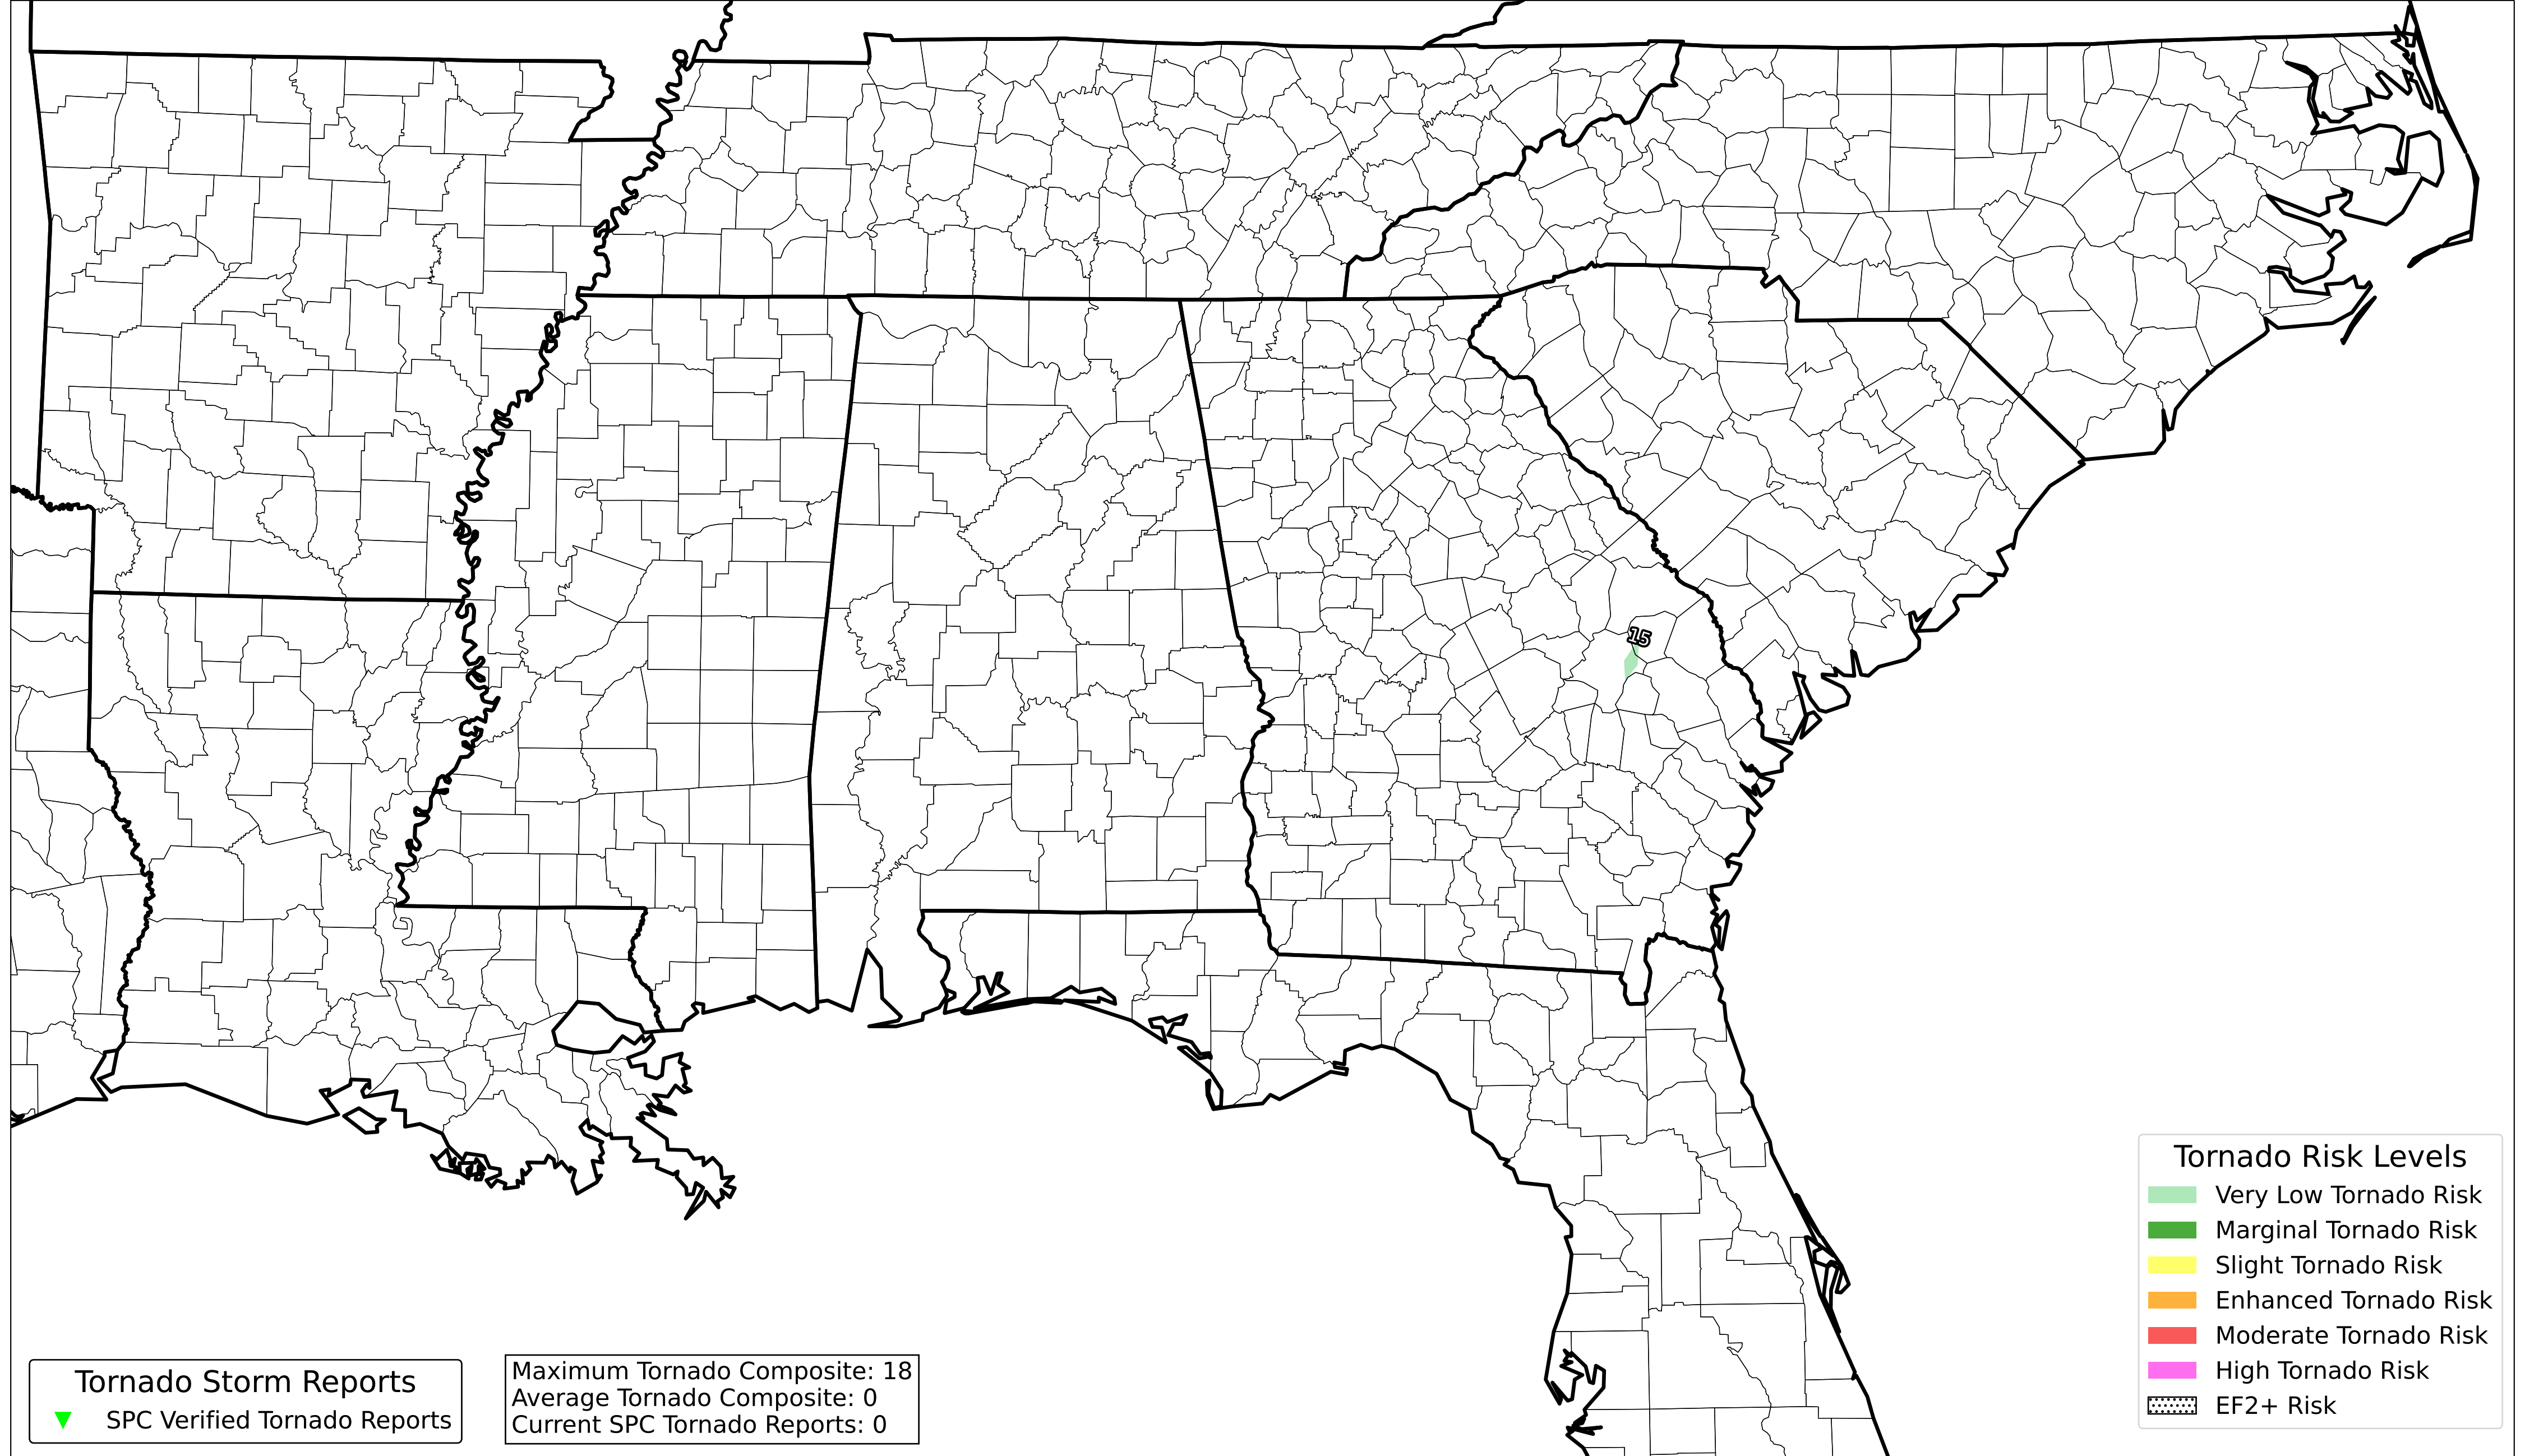 15
Tornado Risk Levels
Very Low Tornado Risk
Marginal Tornado Risk
Slight Tornado Risk
Enhanced Tornado Risk
Moderate Tornado Risk
High Tornado Risk
EF2+ Risk
Tornado Storm Reports
SPC Verified Tornado Reports
Maximum Tornado Composite: 18
Average Tornado Composite: 0
Current SPC Tornado Reports: 0